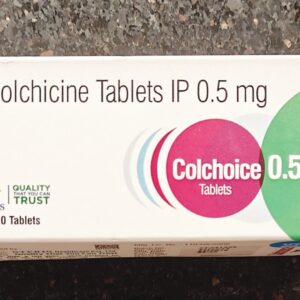 olchicine Tablets IP 0.5 mg
Colchoice 0.5
Tablets
QUALITY
THAT YOU CAN
TRUST
0 Tablets